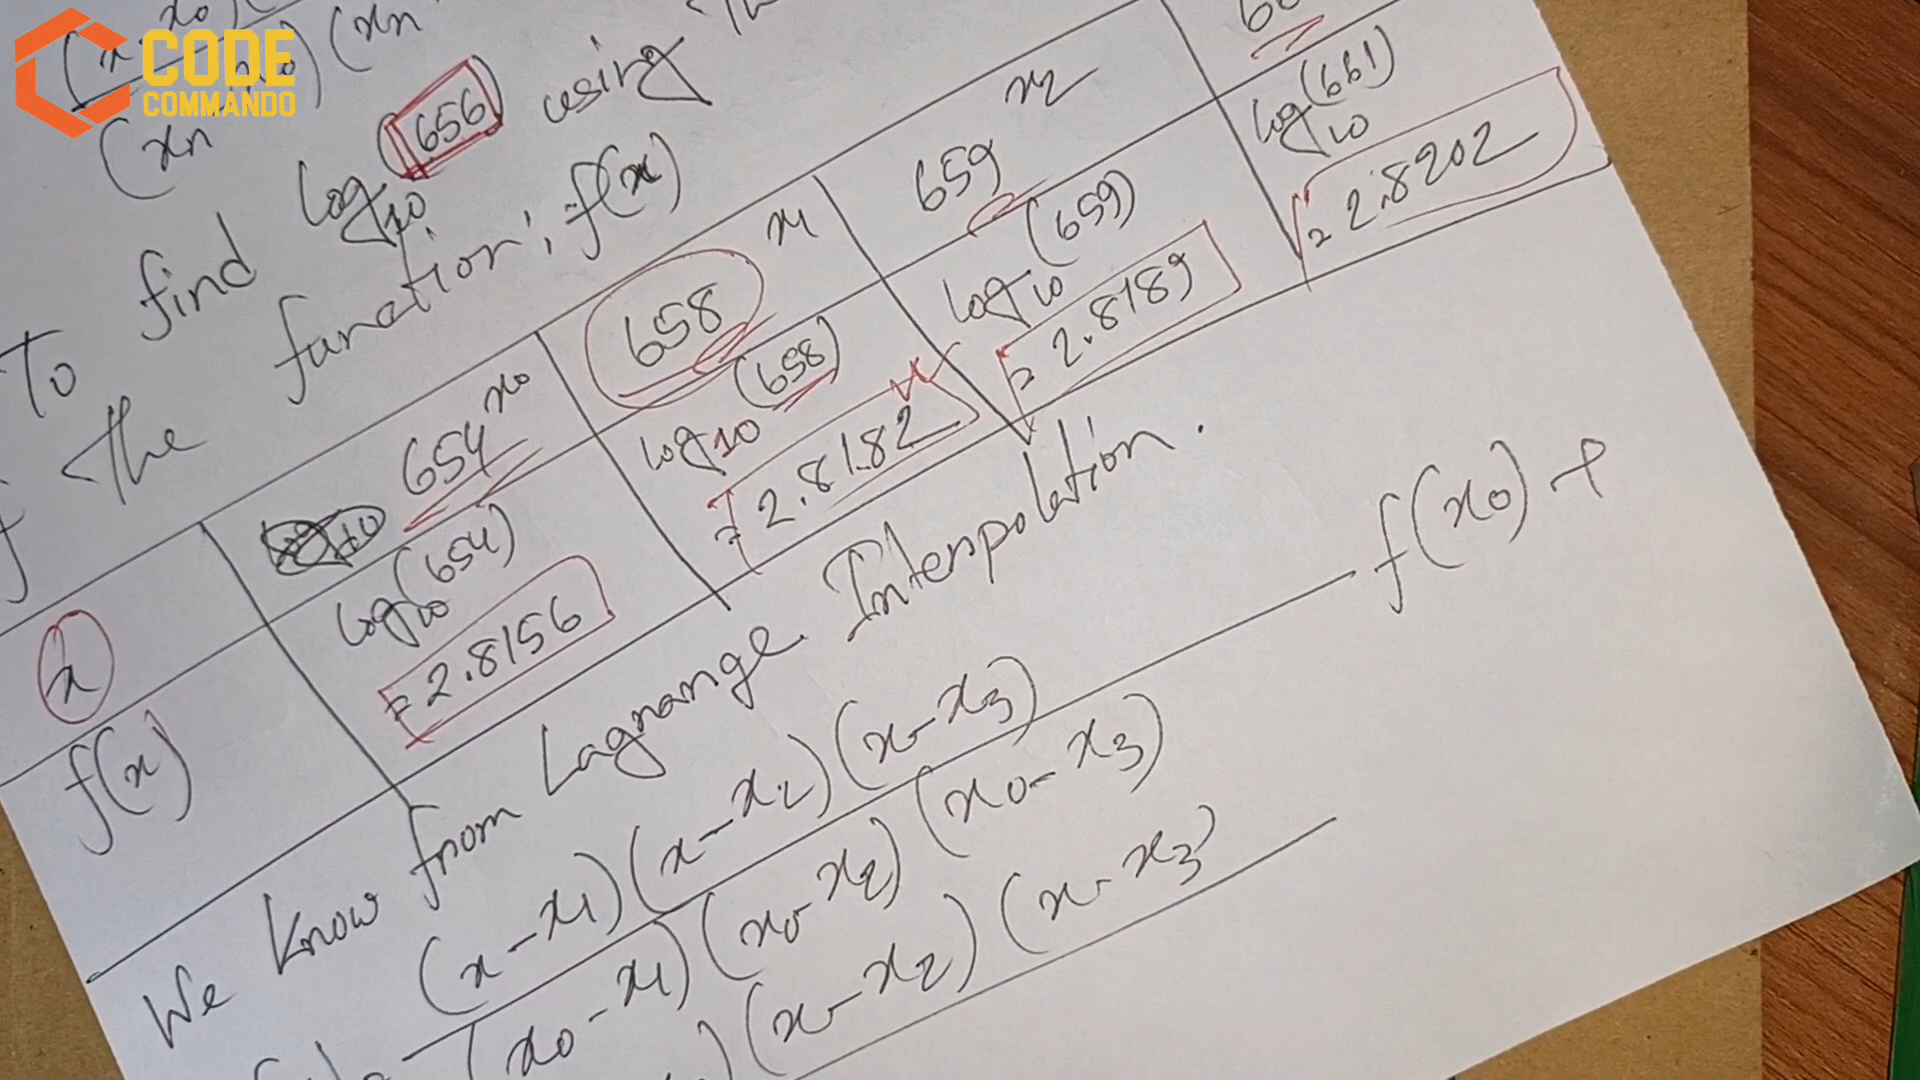 CODE
COMMANDO
(xn
To find log10 (656) using
the function; f(x)
x
654 x0
658 x1
659 x2
f(x)
log10(654)
= 2.8156
log10(658)
= 2.8182
log10(659)
= 2.8189
log10(661)
= 2.8202
We know from Lagrange Interpolation.
(x-x1)(x-x2)(x-x3)
(x0-x1)(x0-x2)(x0-x3)
f(x0)+
(x-x2)(x-x3)